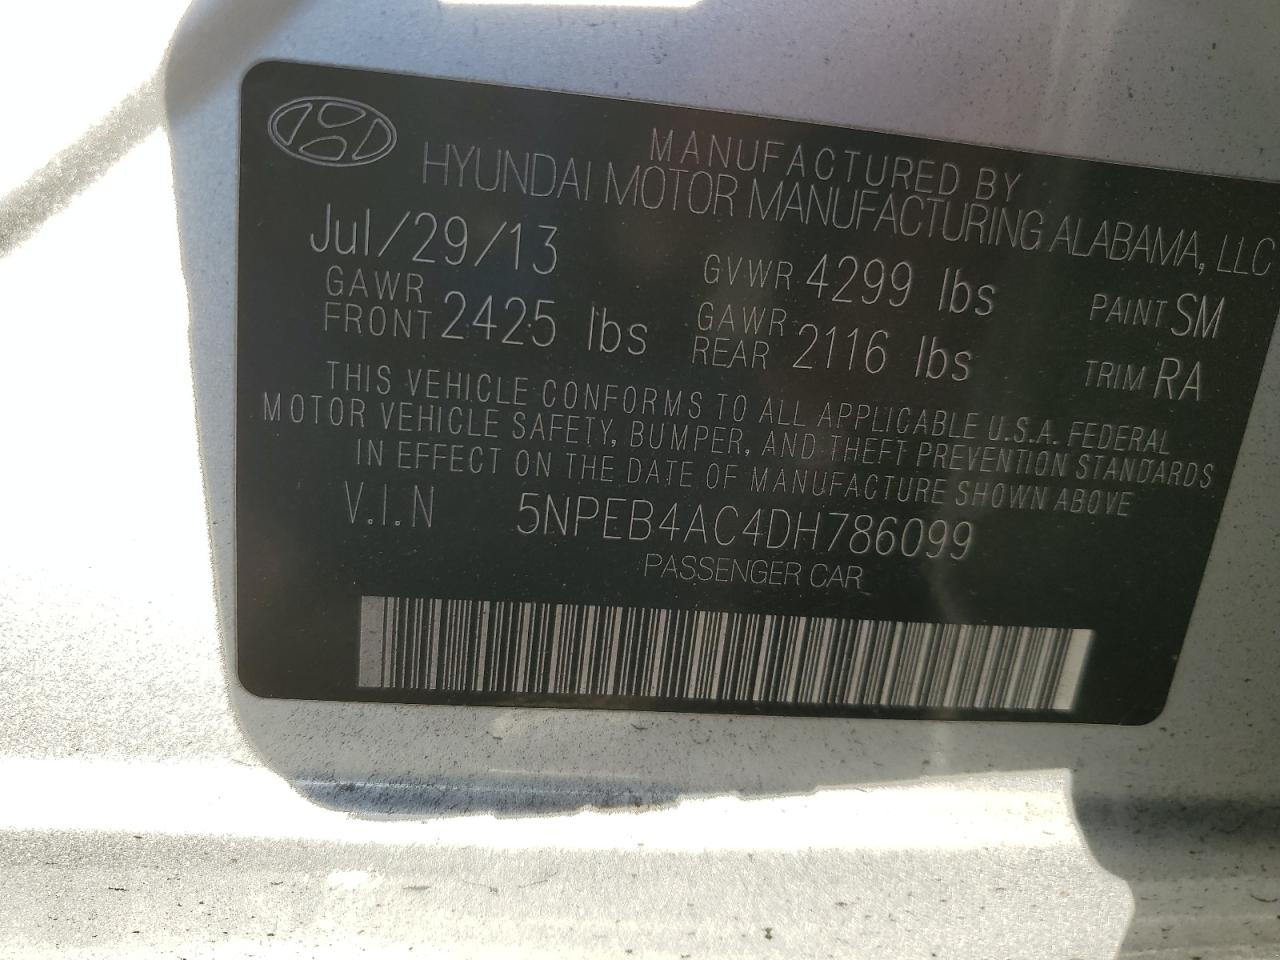 MANUFACTURED BY
HYUNDAI MOTOR MANUFACTURING ALABAMA, LLC
Jul/29/13 GVWR 4299 lbs PAINT SM
GAWR FRONT 2425 lbs GAWR REAR 2116 lbs TRIM RA
THIS VEHICLE CONFORMS TO ALL APPLICABLE U.S.A. FEDERAL
MOTOR VEHICLE SAFETY, BUMPER, AND THEFT PREVENTION STANDARDS
IN EFFECT ON THE DATE OF MANUFACTURE SHOWN ABOVE
V.I.N 5NPEB4AC4DH786099
PASSENGER CAR